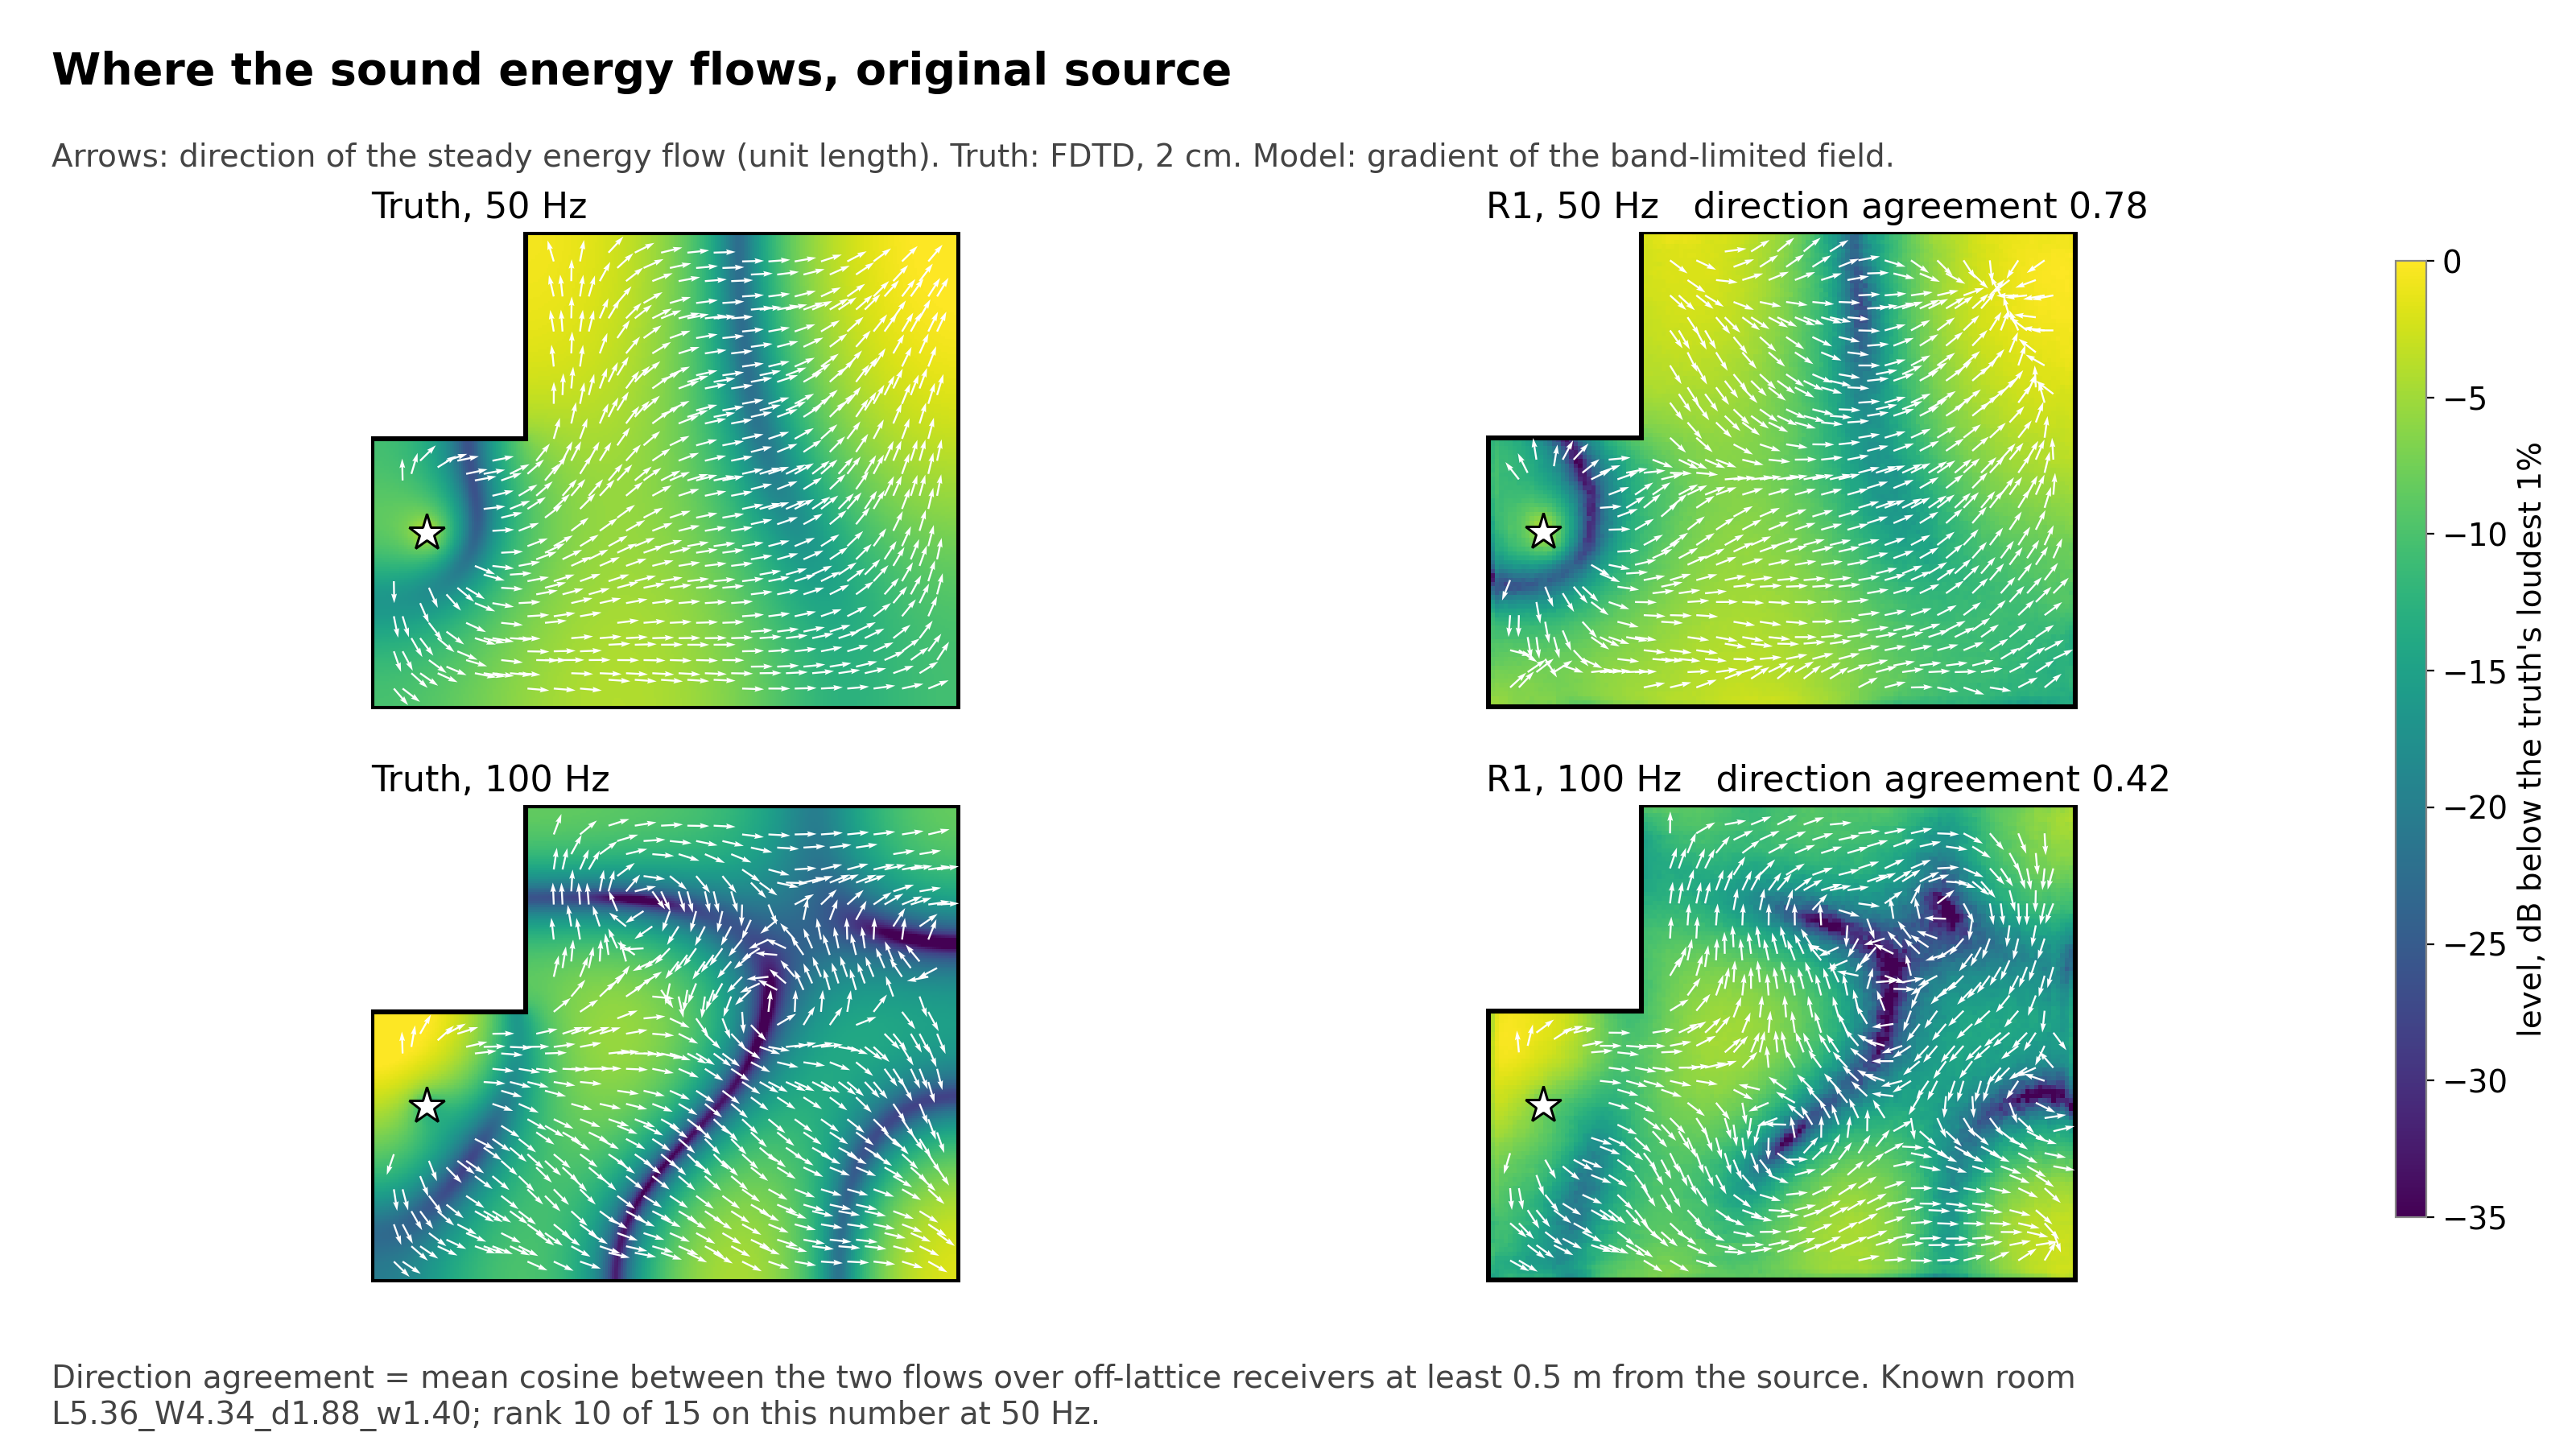 Where the sound energy flows, original source
Arrows: direction of the steady energy flow (unit length). Truth: FDTD, 2 cm. Model: gradient of the band-limited field.
Truth, 50 Hz
R1, 50 Hz   direction agreement 0.78
Truth, 100 Hz
R1, 100 Hz   direction agreement 0.42
0
−5
−10
−15
−20
−25
−30
−35
level, dB below the truth's loudest 1%
Direction agreement = mean cosine between the two flows over off-lattice receivers at least 0.5 m from the source. Known room
L5.36_W4.34_d1.88_w1.40; rank 10 of 15 on this number at 50 Hz.